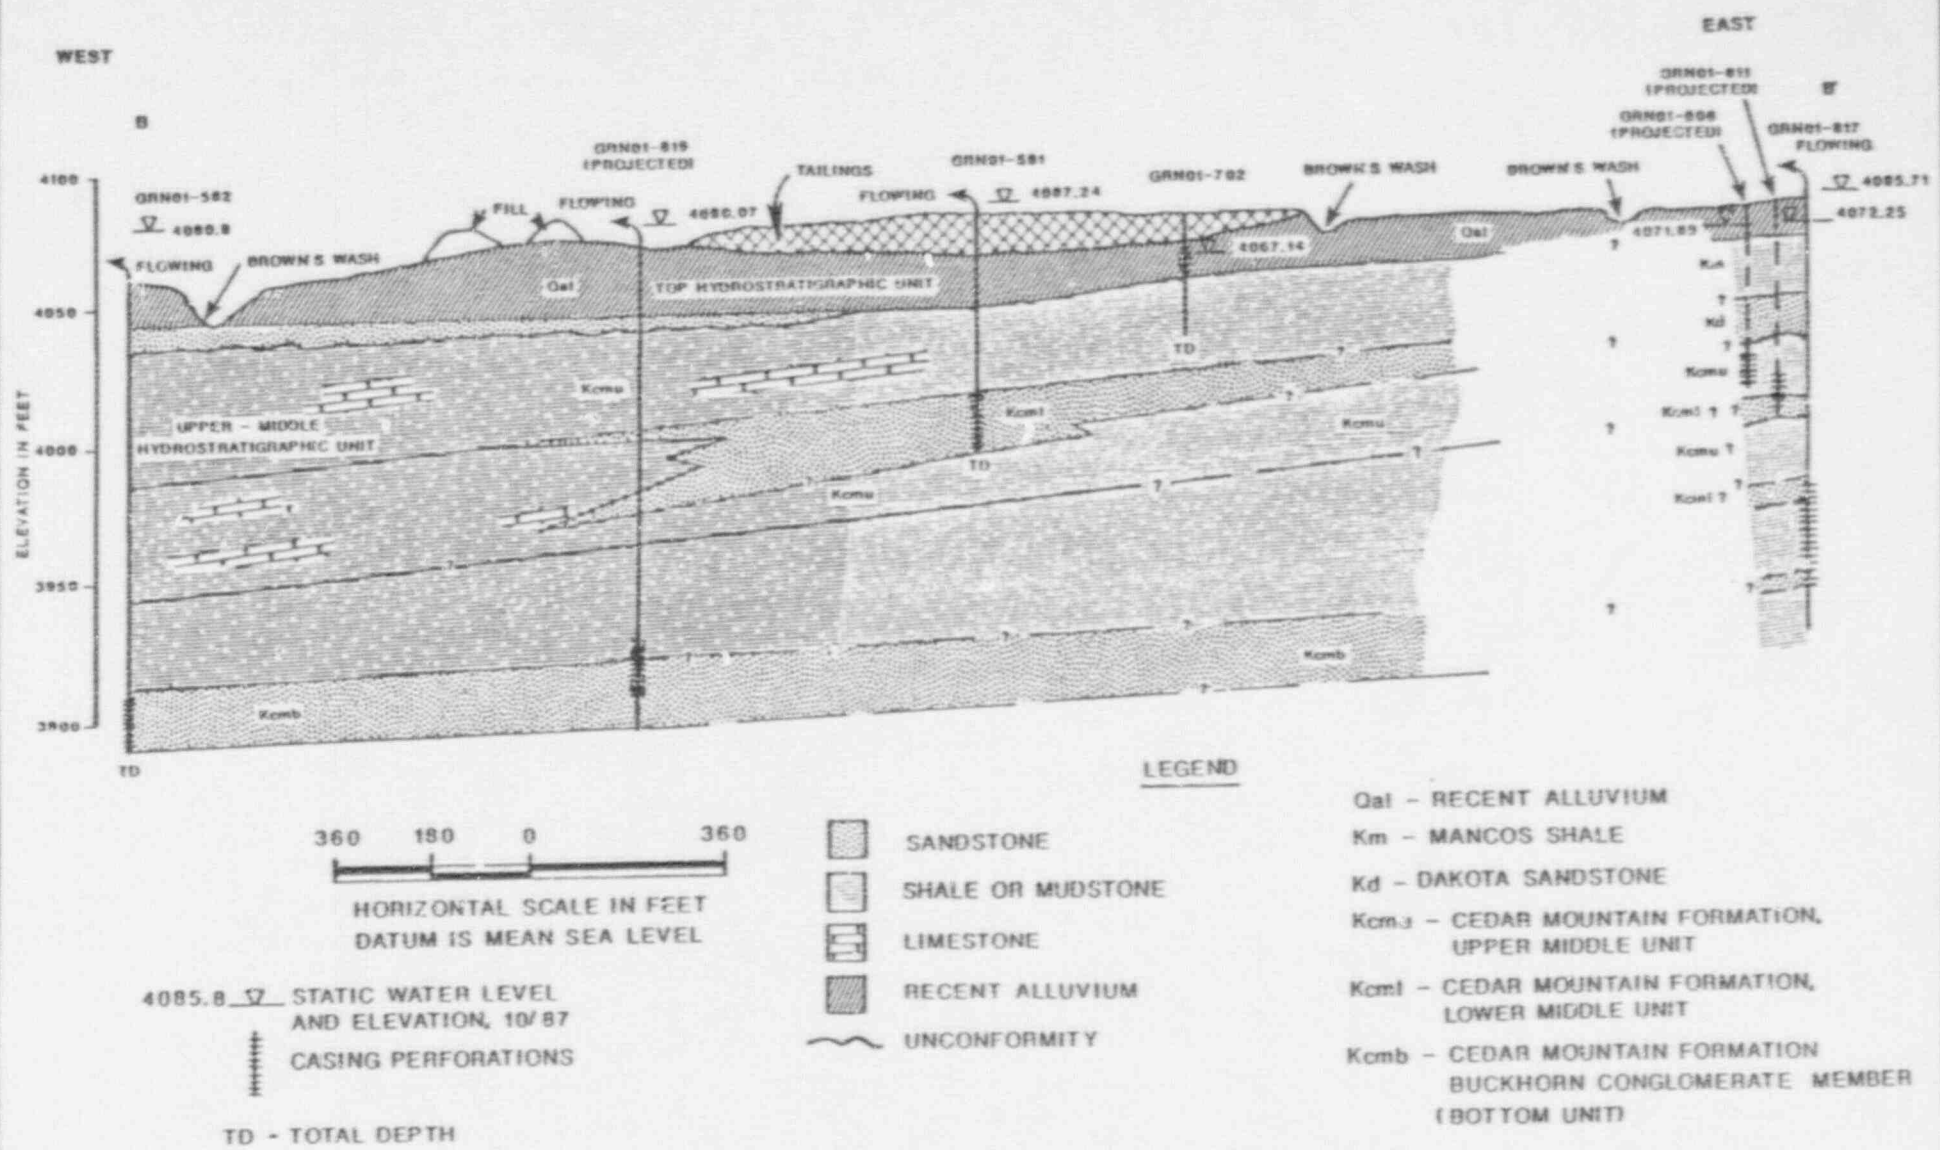 EAST
WEST
GRN01-811
(PROJECTED)
B'
B
GRN01-817
FLOWING
GRN01-819
(PROJECTED)
TAILINGS
GRN01-581
GRN01-702
BROWN'S WASH
BROWN'S WASH
4100
GRN01-582
FILL
FLOWING
4080.07
FLOWING
4087.24
4085.71
4072.25
4080.8
FLOWING
BROWN'S WASH
4067.14
Qal
4071.89
Qal
TOP HYDROSTRATIGRAPHIC UNIT
Km
4050
Kd
TD
Kcmu
Kcmu
Kcml
Kcml ?
UPPER - MIDDLE
HYDROSTRATIGRAPHIC UNIT
Kcmu
Kcmu ?
4000
TD
Kcmu
Kcml ?
ELEVATION IN FEET
3950
Kcmb
Kcmb
3900
TD
LEGEND
360 180 0 360
HORIZONTAL SCALE IN FEET
DATUM IS MEAN SEA LEVEL
4085.8 STATIC WATER LEVEL
AND ELEVATION, 10/87
CASING PERFORATIONS
TD - TOTAL DEPTH
SANDSTONE
SHALE OR MUDSTONE
LIMESTONE
RECENT ALLUVIUM
UNCONFORMITY
Qal - RECENT ALLUVIUM
Km - MANCOS SHALE
Kd - DAKOTA SANDSTONE
Kcmu - CEDAR MOUNTAIN FORMATION,
UPPER MIDDLE UNIT
Kcml - CEDAR MOUNTAIN FORMATION,
LOWER MIDDLE UNIT
Kcmb - CEDAR MOUNTAIN FORMATION
BUCKHORN CONGLOMERATE MEMBER
(BOTTOM UNIT)